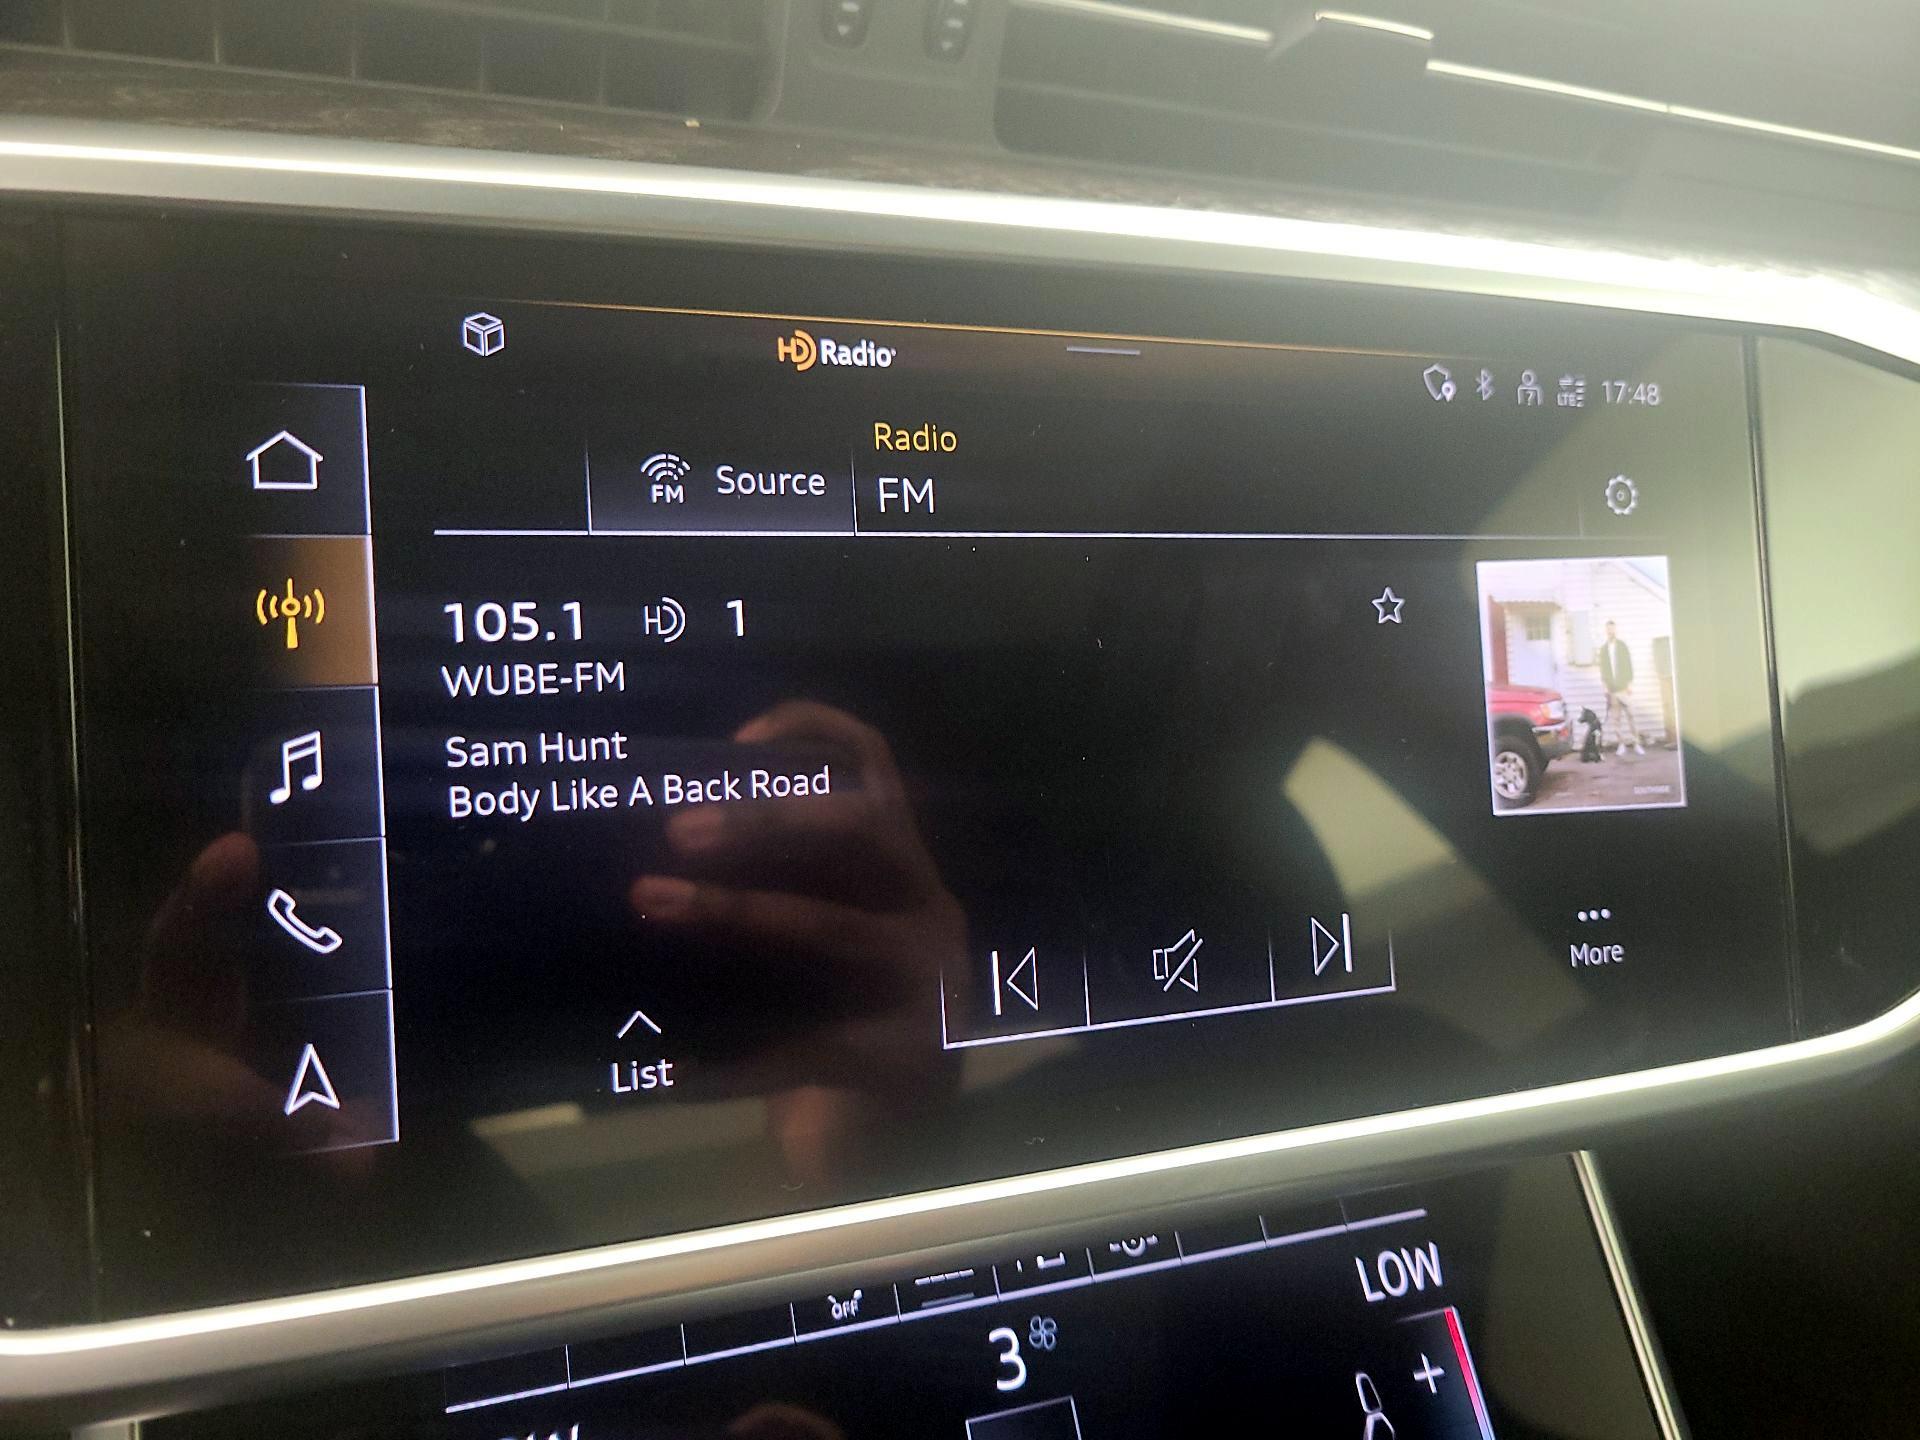 HD Radio
LTE 17:48
FM Source
Radio
FM
105.1 HD 1
WUBE-FM
Sam Hunt
Body Like A Back Road
More
List
OFF
LOW
3